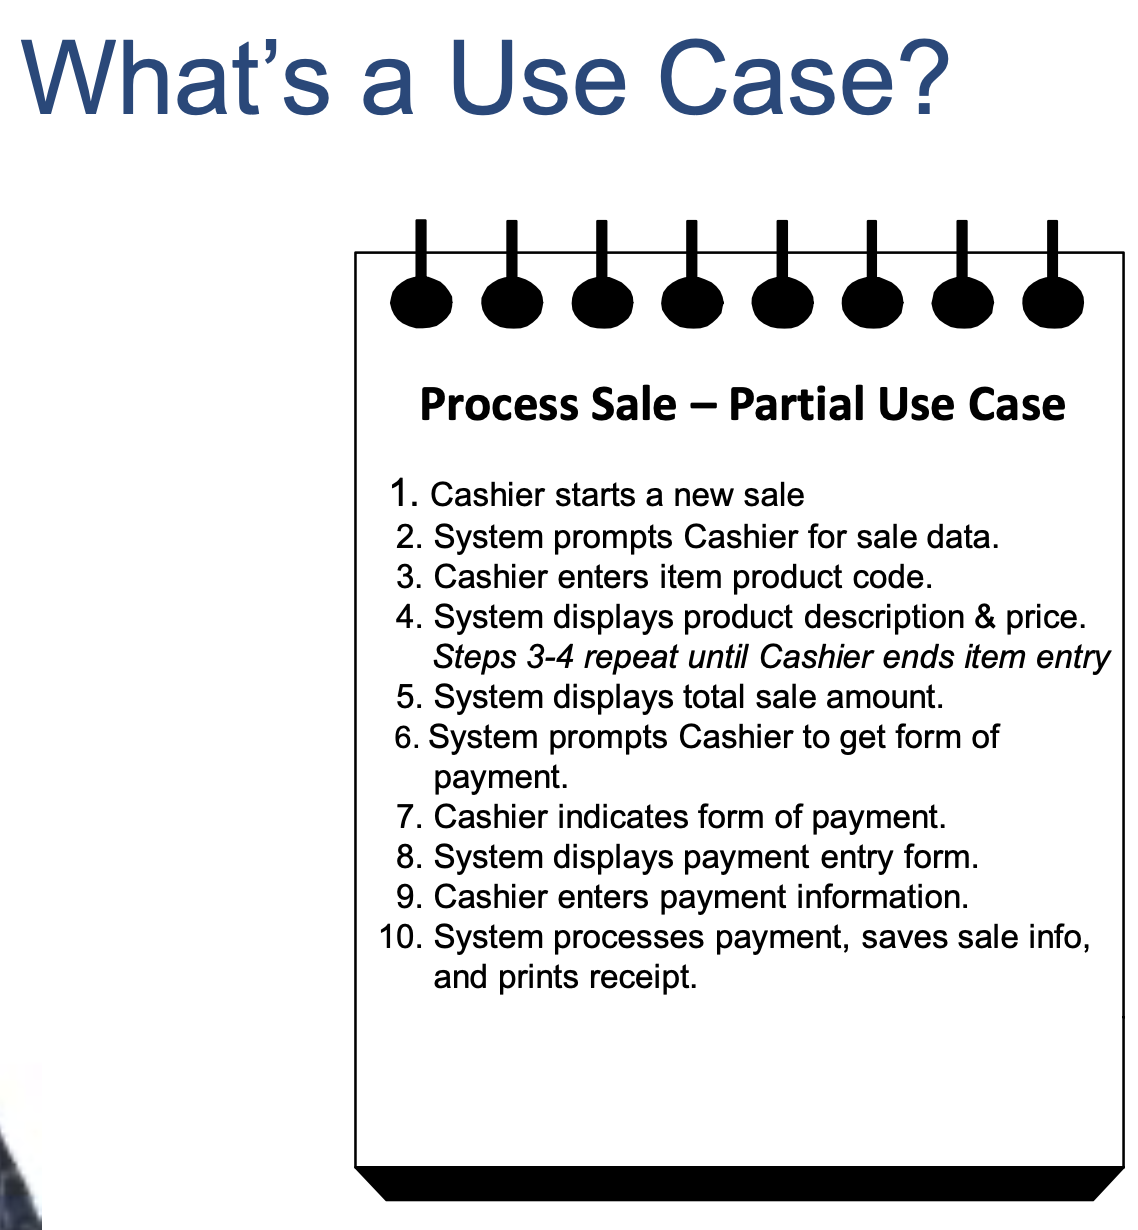 What’s a Use Case?
Process Sale – Partial Use Case
1. Cashier starts a new sale
2. System prompts Cashier for sale data.
3. Cashier enters item product code.
4. System displays product description & price.
Steps 3-4 repeat until Cashier ends item entry
5. System displays total sale amount.
6. System prompts Cashier to get form of
payment.
7. Cashier indicates form of payment.
8. System displays payment entry form.
9. Cashier enters payment information.
10. System processes payment, saves sale info,
and prints receipt.